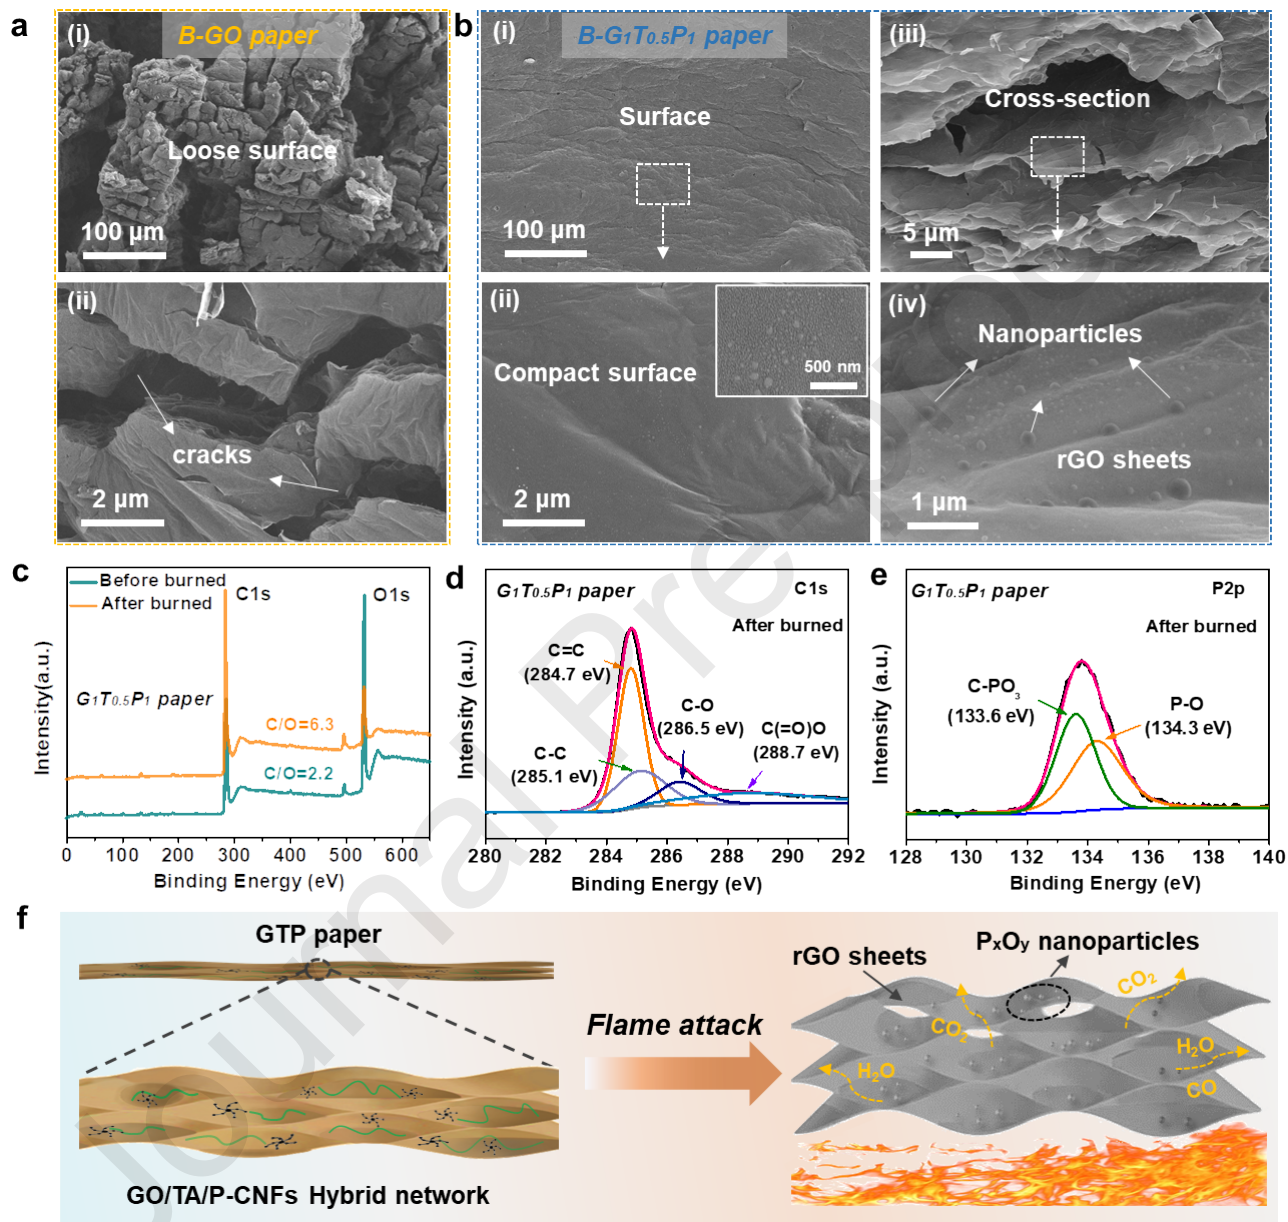 a
(i)
B-GO paper
Loose surface
100 µm
(ii)
cracks
2 µm
b
(i)
B-G1T0.5P1 paper
Surface
100 µm
(iii)
Cross-section
5 µm
(ii)
Compact surface
500 nm
2 µm
(iv)
Nanoparticles
rGO sheets
1 µm
c
Before burned
After burned
C1s
O1s
G1T0.5P1 paper
C/O=6.3
C/O=2.2
Intensity(a.u.)
0 100 200 300 400 500 600
Binding Energy (eV)
d
G1T0.5P1 paper
C1s
After burned
C=C
(284.7 eV)
C-O
(286.5 eV)
C-C
(285.1 eV)
C(=O)O
(288.7 eV)
Intensity (a.u.)
280 282 284 286 288 290 292
Binding Energy (eV)
e
G1T0.5P1 paper
P2p
After burned
C-PO3
(133.6 eV)
P-O
(134.3 eV)
Intensity (a.u.)
128 130 132 134 136 138 140
Binding Energy (eV)
f
GTP paper
GO/TA/P-CNFs Hybrid network
Flame attack
rGO sheets
PxOy nanoparticles
CO2
CO2
H2O
H2O
CO
Journal Pre-proof